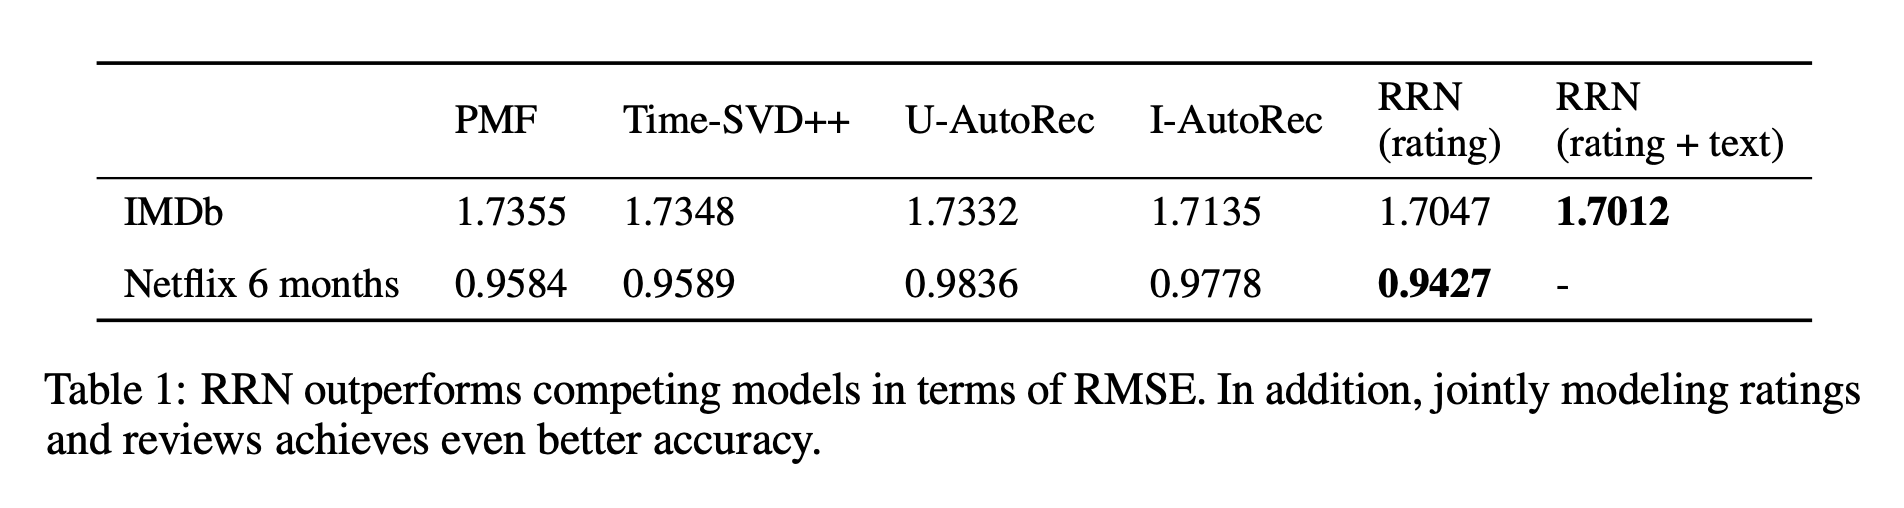 PMF Time-SVD++ U-AutoRec I-AutoRec RRN (rating) RRN (rating + text)
IMDb 1.7355 1.7348 1.7332 1.7135 1.7047 1.7012
Netflix 6 months 0.9584 0.9589 0.9836 0.9778 0.9427 -
Table 1: RRN outperforms competing models in terms of RMSE. In addition, jointly modeling ratings
and reviews achieves even better accuracy.